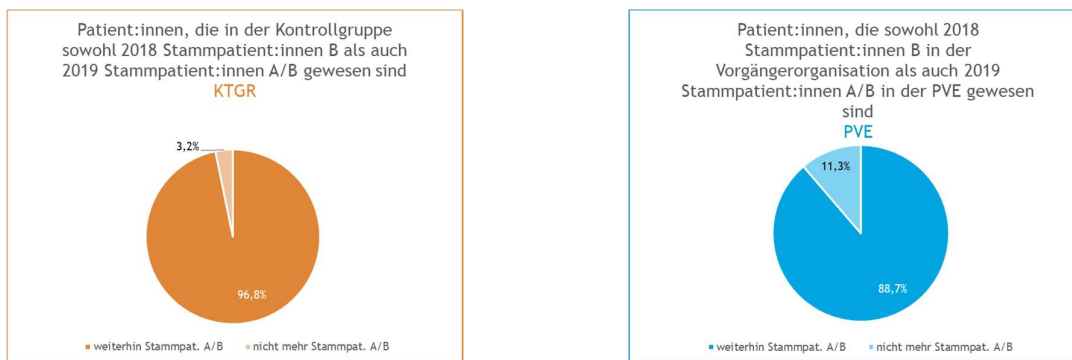 Patient:innen, die in der Kontrollgruppe
sowohl 2018 Stammpatient:innen B als auch
2019 Stammpatient:innen A/B gewesen sind
KTGR
3,2%
96,8%
weiterhin Stammpat. A/B
nicht mehr Stammpat. A/B
Patient:innen, die sowohl 2018
Stammpatient:innen B in der
Vorgängerorganisation als auch 2019
Stammpatient:innen A/B in der PVE gewesen
sind
PVE
11,3%
88,7%
weiterhin Stammpat. A/B
nicht mehr Stammpat. A/B